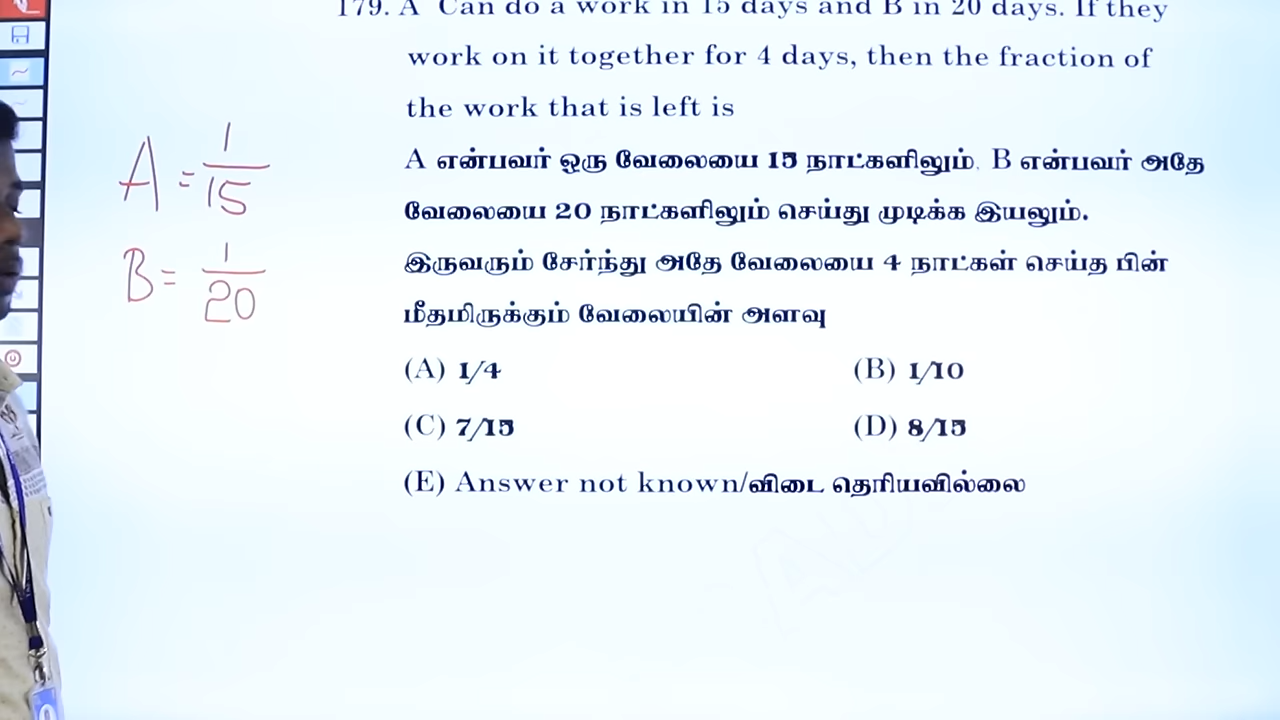 179. A Can do a work in 15 days and B in 20 days. If they
work on it together for 4 days, then the fraction of
the work that is left is
A என்பவர் ஒரு வேலையை 15 நாட்களிலும். B என்பவர் அதே
வேலையை 20 நாட்களிலும் செய்து முடிக்க இயலும்.
இருவரும் சேர்ந்து அதே வேலையை 4 நாட்கள் செய்த பின்
மீதமிருக்கும் வேலையின் அளவு
(A) 1/4 (B) 1/10
(C) 7/15 (D) 8/15
(E) Answer not known/விடை தெரியவில்லை
A = 1/15
B = 1/20